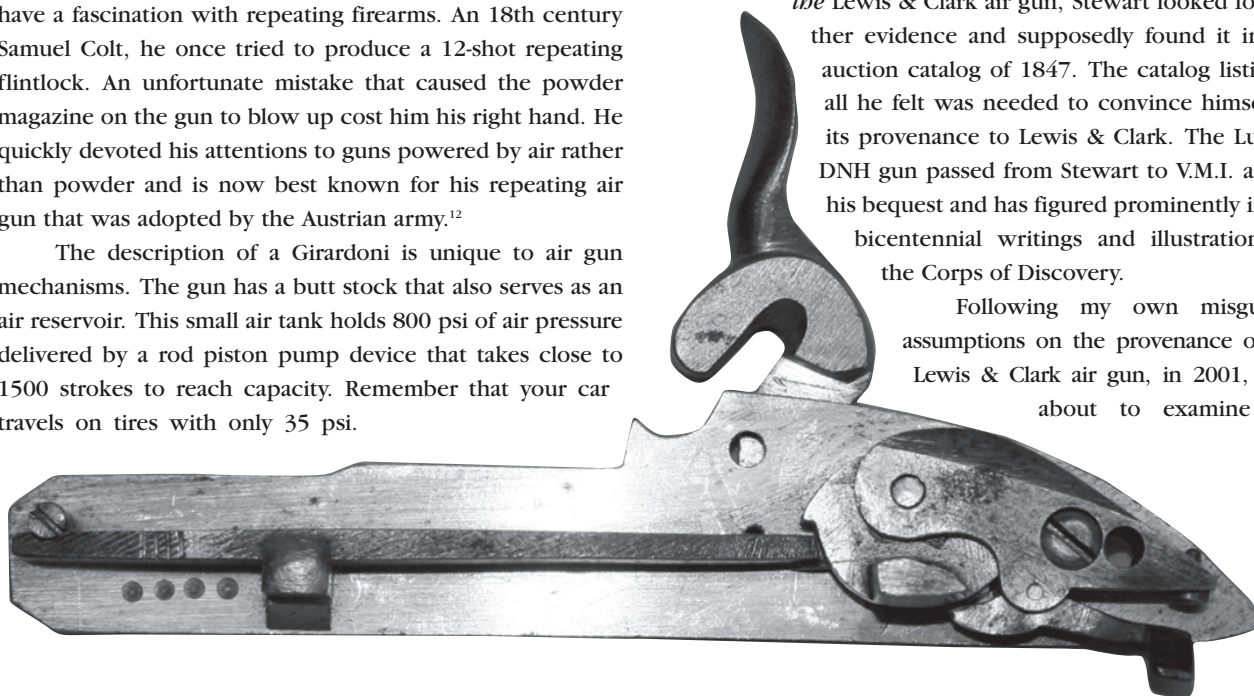 have a fascination with repeating firearms. An 18th century
Samuel Colt, he once tried to produce a 12-shot repeating
flintlock. An unfortunate mistake that caused the powder
magazine on the gun to blow up cost him his right hand. He
quickly devoted his attentions to guns powered by air rather
than powder and is now best known for his repeating air
gun that was adopted by the Austrian army.12
The description of a Girardoni is unique to air gun
mechanisms. The gun has a butt stock that also serves as an
air reservoir. This small air tank holds 800 psi of air pressure
delivered by a rod piston pump device that takes close to
1500 strokes to reach capacity. Remember that your car
travels on tires with only 35 psi.
the Lewis & Clark air gun, Stewart looked fo
ther evidence and supposedly found it in
auction catalog of 1847. The catalog listi
all he felt was needed to convince himse
its provenance to Lewis & Clark. The Lu
DNH gun passed from Stewart to V.M.I. a
his bequest and has figured prominently i
bicentennial writings and illustration
the Corps of Discovery.
Following my own misgu
assumptions on the provenance o
Lewis & Clark air gun, in 2001,
about to examine